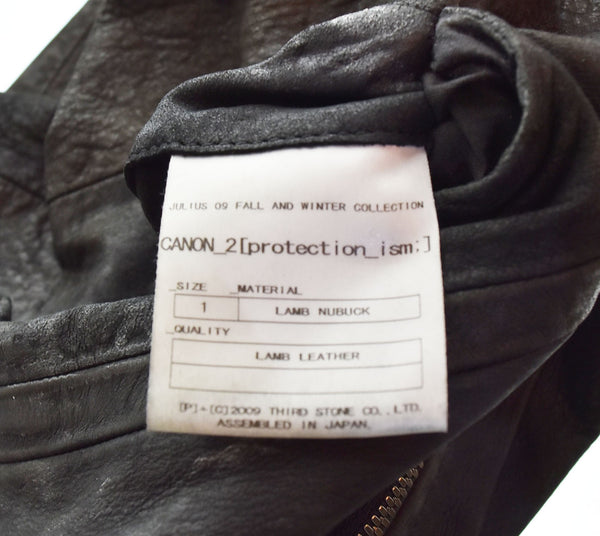 JULIUS 09 FALL AND WINTER COLLECTION
CANON_2[protection_ism;]
_SIZE _MATERIAL
1 LAMB NUBUCK
_QUALITY
LAMB LEATHER
[P]+[C]2009 THIRD STONE CO.,LTD.
ASSEMBLED IN JAPAN.